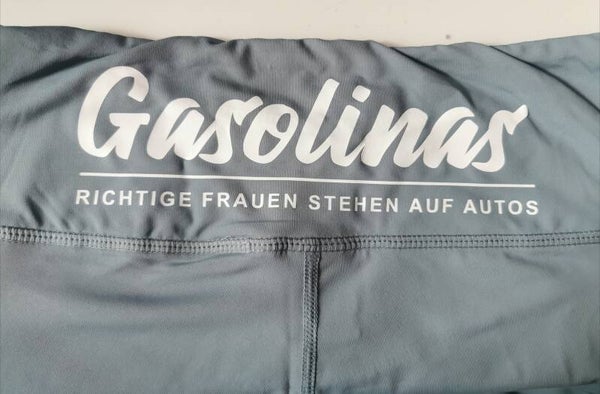 Gasolinas
RICHTIGE FRAUEN STEHEN AUF AUTOS